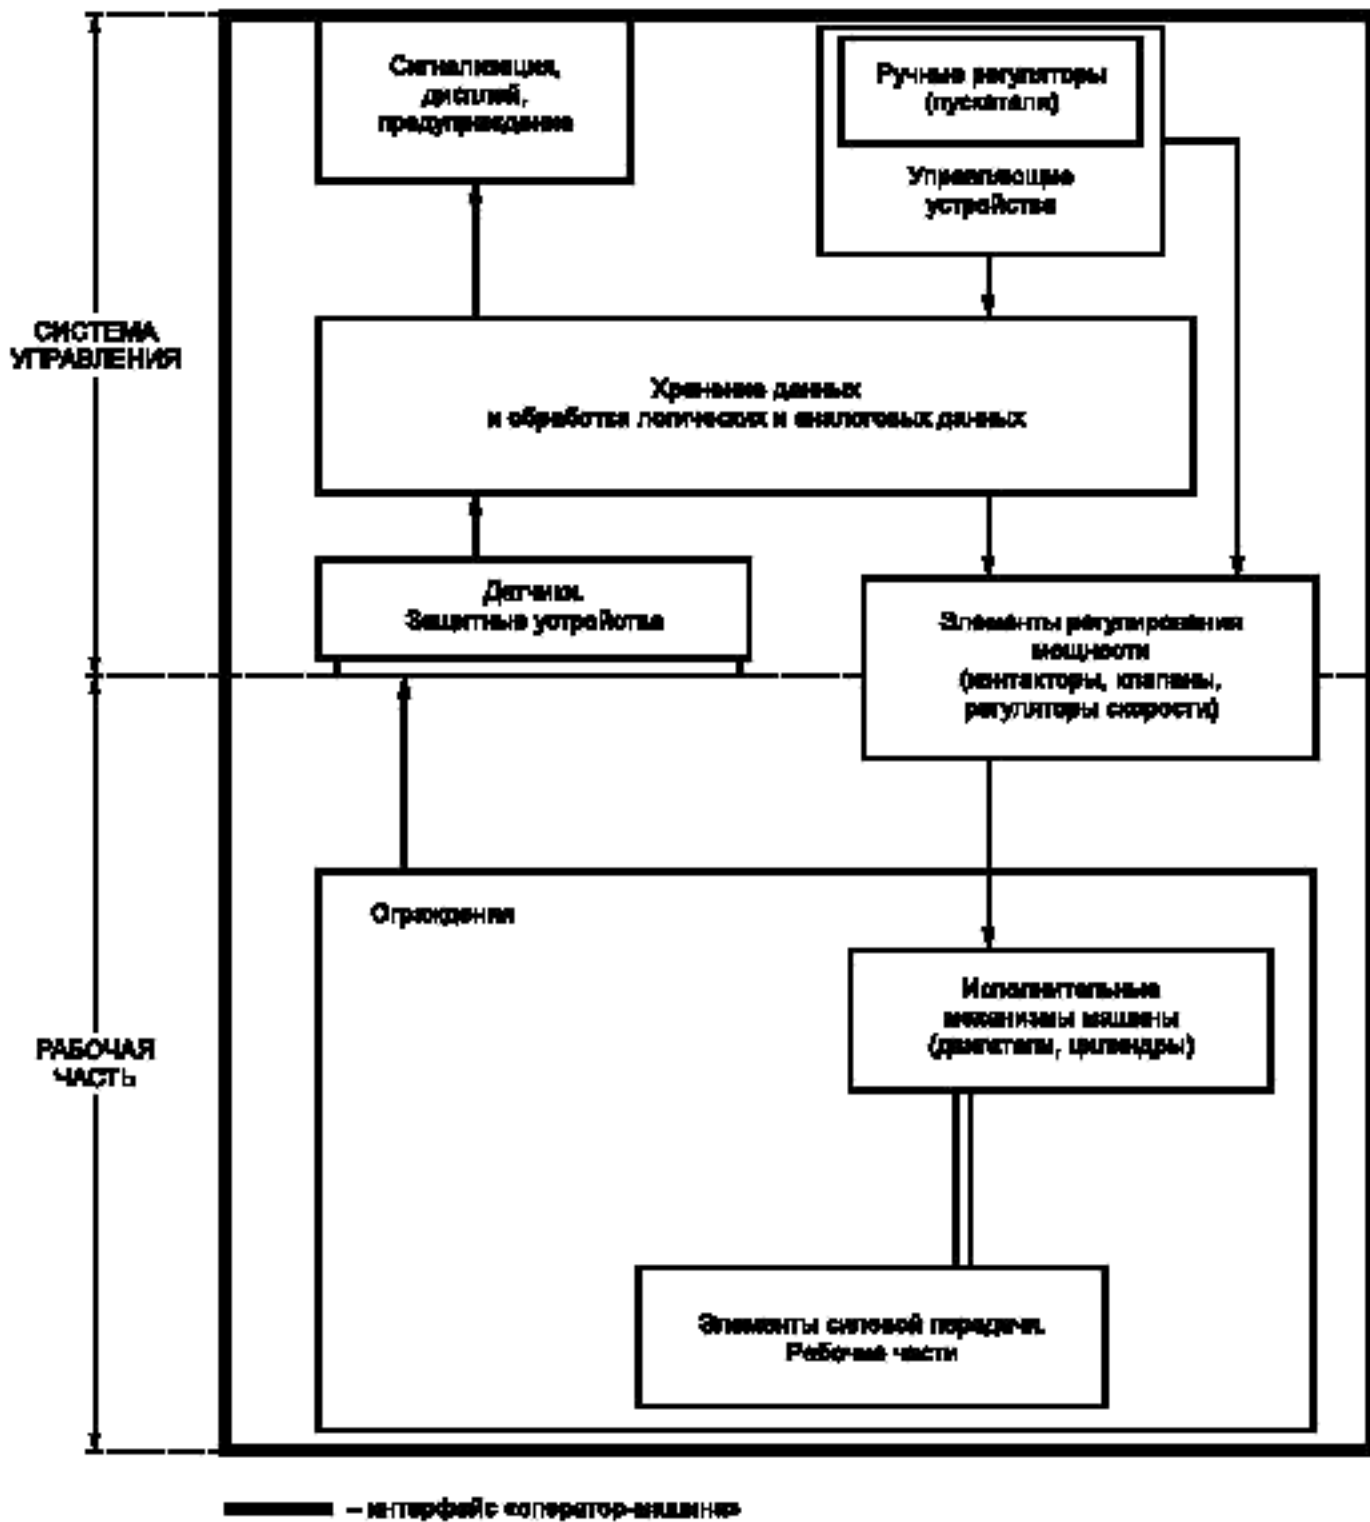 Сигнализация,
дисплей,
предупреждение
Ручные регуляторы
(пускатели)
Управляющие
устройства
СИСТЕМА
УПРАВЛЕНИЯ
Хранение данных
и обработка логических и аналоговых данных
Датчики.
Защитные устройства
Элементы регулирования
мощности
(контакторы, клапаны,
регуляторы скорости)
Ограждения
Исполнительные
механизмы машины
(двигатели, цилиндры)
РАБОЧАЯ
ЧАСТЬ
Элементы силовой передачи.
Рабочие части
– интерфейс «оператор-машина»